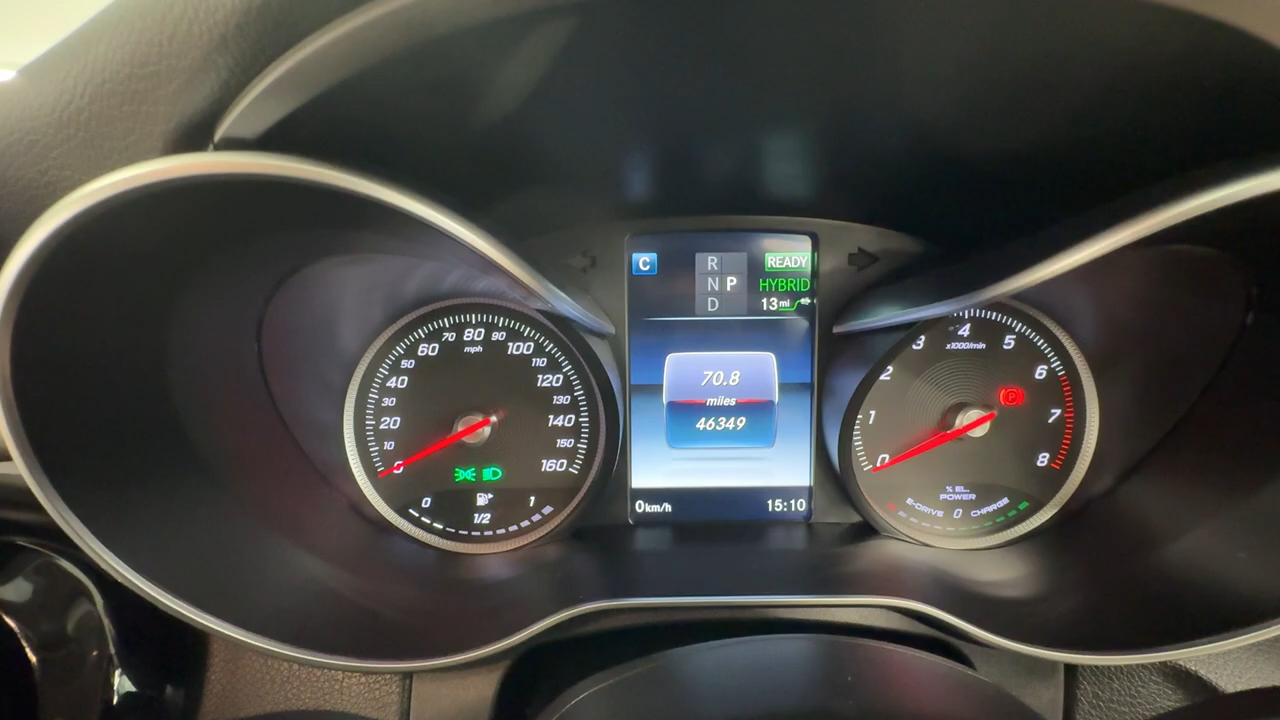 0
10
20
30
40
50
60
70
80
90
100
110
120
130
140
150
160
mph
0
1/2
1
C
R
N P
D
READY
HYBRID
13 mi
70.8
miles
46349
0 km/h
15:10
0
1
2
3
4
5
6
7
8
x1000/min
P
% EL.
POWER
E-DRIVE 0 CHARGE